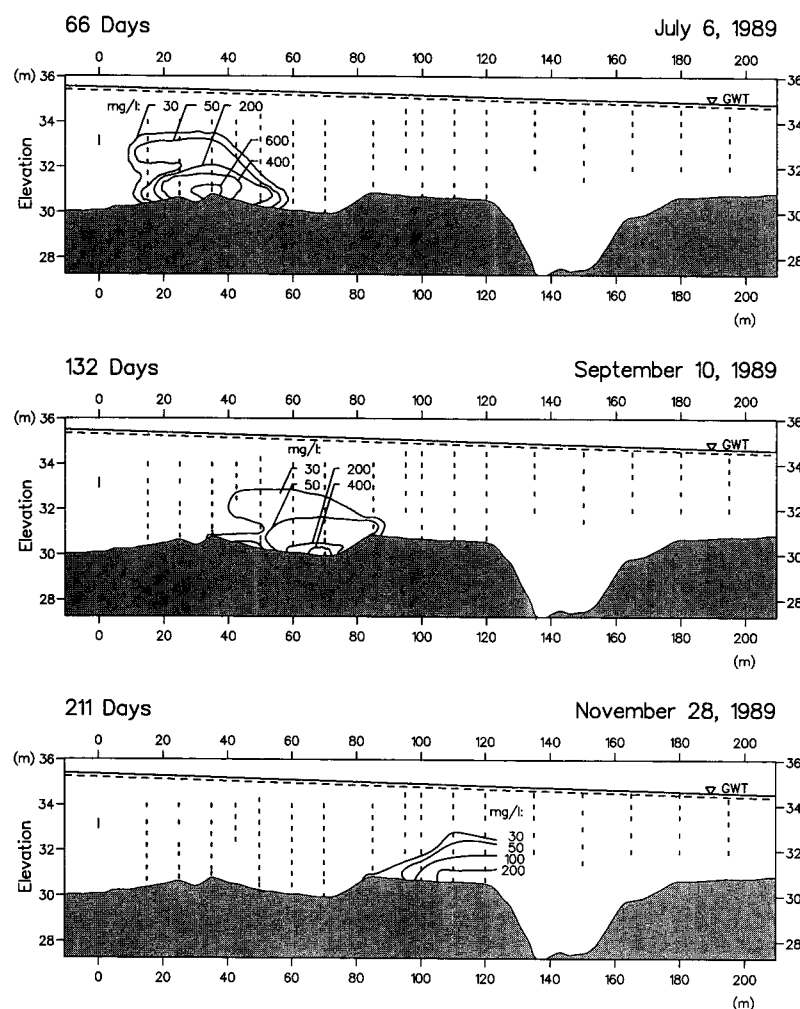 66 Days July 6, 1989
0 20 40 60 80 100 120 140 160 180 200
(m) 36 36
mg/l: 30 50 200 GWT
34 34
600
32 400 32
Elevation
30 30
28 28
0 20 40 60 80 100 120 140 160 180 200
(m)
132 Days September 10, 1989
0 20 40 60 80 100 120 140 160 180 200
(m) 36 36
GWT
mg/l:
34 30 200 34
50 400
32 32
Elevation
30 30
28 28
0 20 40 60 80 100 120 140 160 180 200
(m)
211 Days November 28, 1989
0 20 40 60 80 100 120 140 160 180 200
(m) 36 36
GWT
34 mg/l: 34
30
50
32 100 32
200
Elevation
30 30
28 28
0 20 40 60 80 100 120 140 160 180 200
(m)